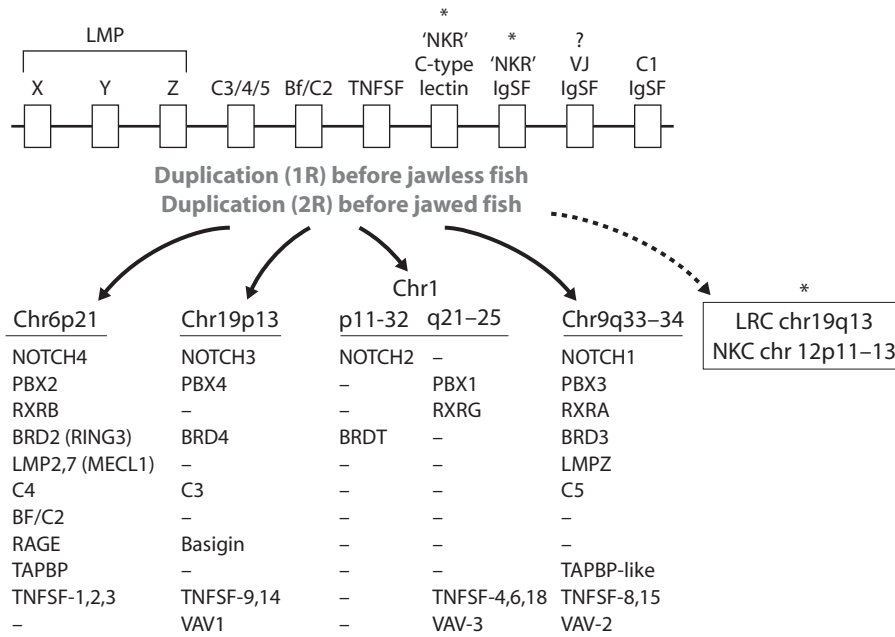 *
'NKR' * ?
LMP C-type 'NKR' VJ C1
X Y Z C3/4/5 Bf/C2 TNFSF lectin IgSF IgSF IgSF
Duplication (1R) before jawless fish
Duplication (2R) before jawed fish
Chr1
*
Chr6p21 Chr19p13 p11-32 q21–25 Chr9q33–34
LRC chr19q13
NKC chr 12p11–13
NOTCH4 NOTCH3 NOTCH2 – NOTCH1
PBX2 PBX4 – PBX1 PBX3
RXRB – – RXRG RXRA
BRD2 (RING3) BRD4 BRDT – BRD3
LMP2,7 (MECL1) – – – LMPZ
C4 C3 – – C5
BF/C2 – – – –
RAGE Basigin – – –
TAPBP – – – TAPBP-like
TNFSF-1,2,3 TNFSF-9,14 – TNFSF-4,6,18 TNFSF-8,15
– VAV1 – VAV-3 VAV-2